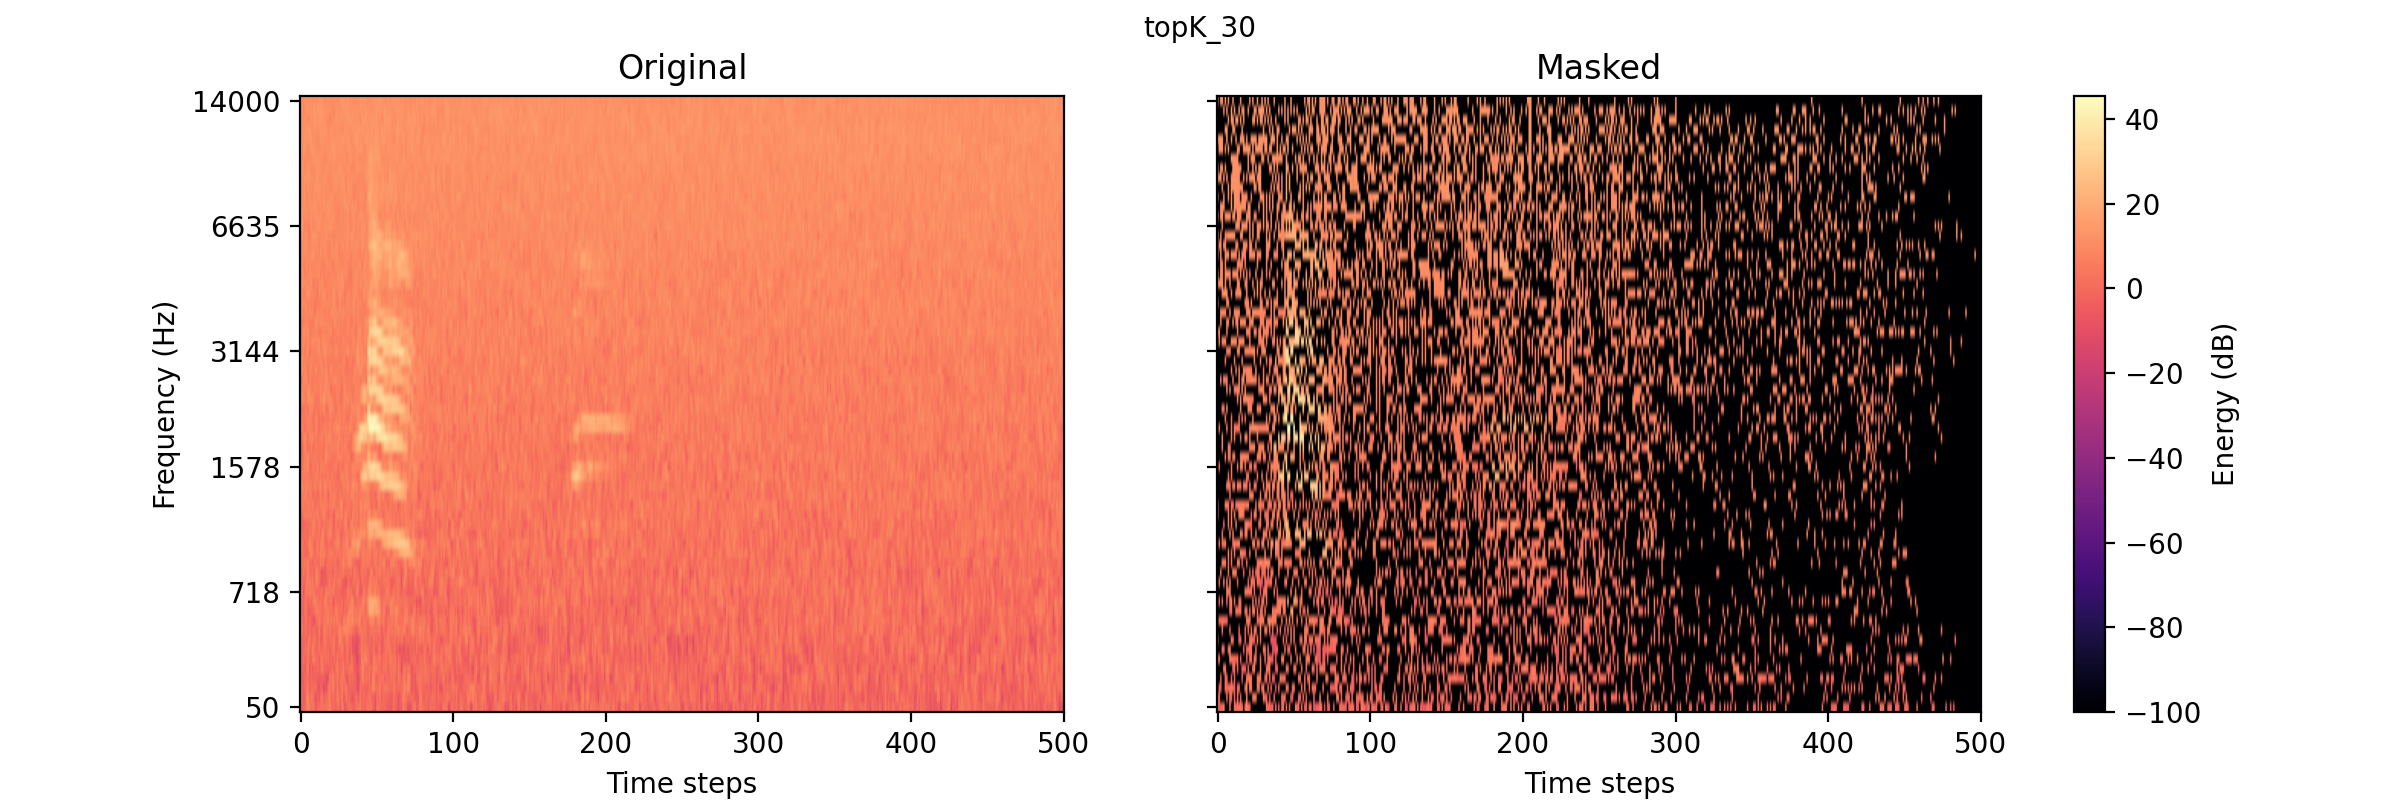 topK_30
Original
Masked
14000
6635
3144
1578
718
50
Frequency (Hz)
0 100 200 300 400 500
Time steps
0 100 200 300 400 500
Time steps
40
20
0
−20
−40
−60
−80
−100
Energy (dB)